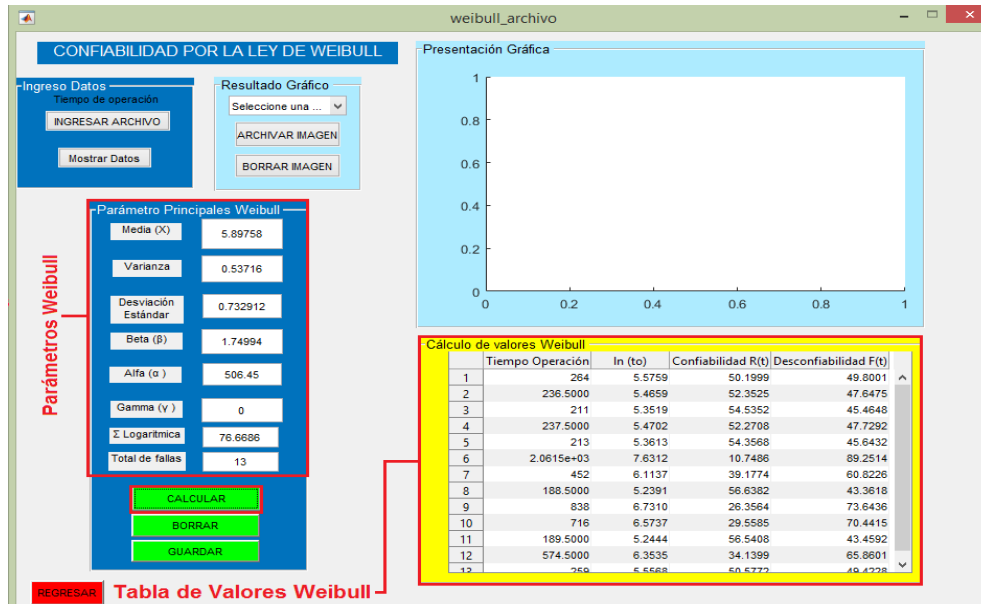 weibull_archivo
CONFIABILIDAD POR LA LEY DE WEIBULL
Ingreso Datos
Tiempo de operación
INGRESAR ARCHIVO
Mostrar Datos
Resultado Gráfico
Seleccione una ...
ARCHIVAR IMAGEN
BORRAR IMAGEN
Presentación Gráfica
1
0.8
0.6
0.4
0.2
0
0 0.2 0.4 0.6 0.8 1
Parámetros Weibull
Parámetro Principales Weibull
Media (X) 5.89758
Varianza 0.53716
Desviación
Estándar 0.732912
Beta (β) 1.74994
Alfa (α ) 506.45
Gamma (γ ) 0
Σ Logaritmica 76.6686
Total de fallas 13
CALCULAR
BORRAR
GUARDAR
REGRESAR
Tabla de Valores Weibull
Cálculo de valores Weibull
Tiempo Operación ln (to) Confiabilidad R(t) Desconfiabilidad F(t)
1 264 5.5759 50.1999 49.8001
2 236.5000 5.4659 52.3525 47.6475
3 211 5.3519 54.5352 45.4648
4 237.5000 5.4702 52.2708 47.7292
5 213 5.3613 54.3568 45.6432
6 2.0615e+03 7.6312 10.7486 89.2514
7 452 6.1137 39.1774 60.8226
8 188.5000 5.2391 56.6382 43.3618
9 838 6.7310 26.3564 73.6436
10 716 6.5737 29.5585 70.4415
11 189.5000 5.2444 56.5408 43.4592
12 574.5000 6.3535 34.1399 65.8601
13 259 5.5568 50.5772 49.4228